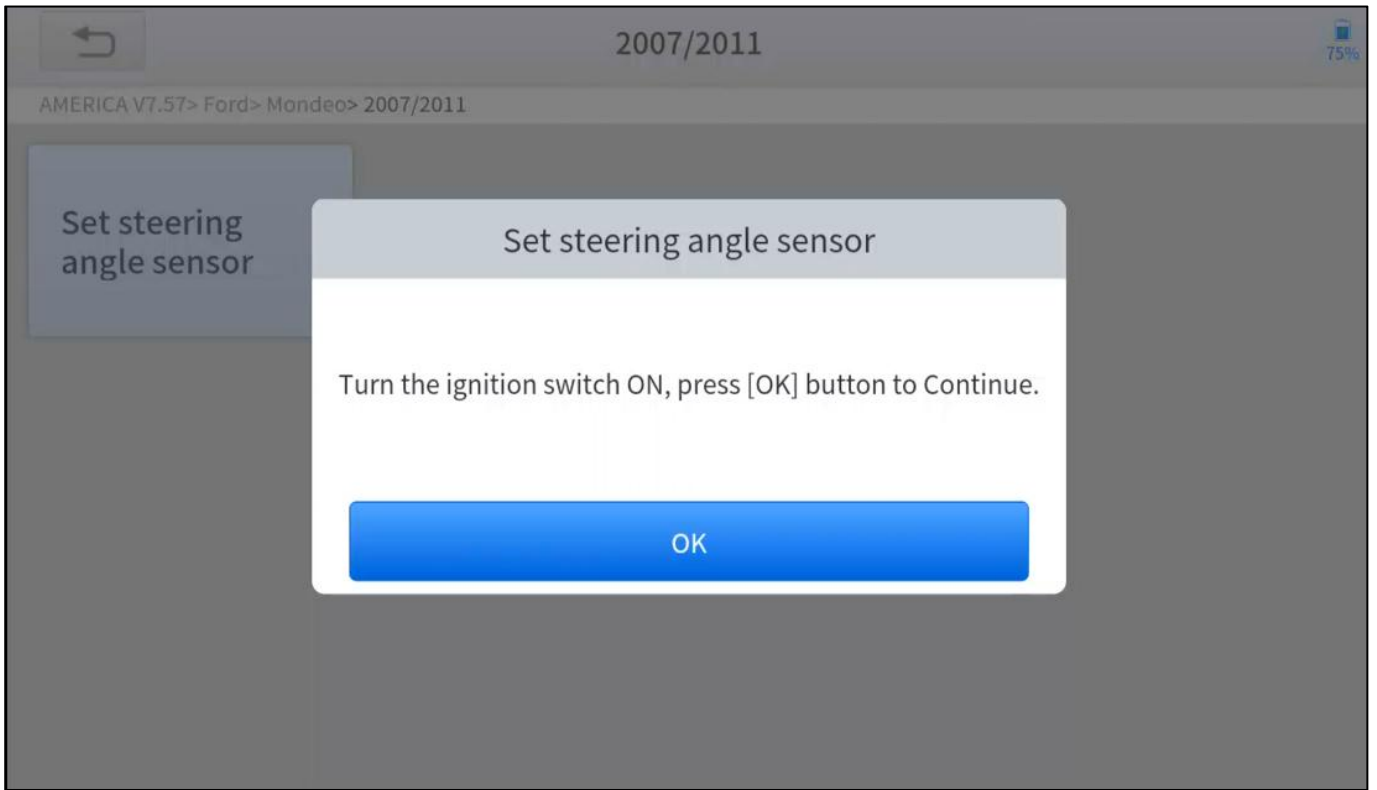 2007/2011
75%
AMERICA V7.57> Ford> Mondeo> 2007/2011
Set steering
angle sensor
Set steering angle sensor
Turn the ignition switch ON, press [OK] button to Continue.
OK